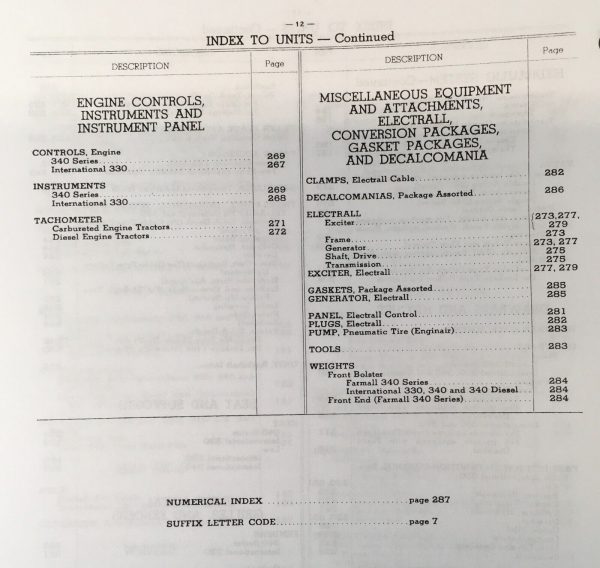 — 12 —
INDEX TO UNITS — Continued
DESCRIPTION Page
ENGINE CONTROLS,
INSTRUMENTS AND
INSTRUMENT PANEL
CONTROLS, Engine
340 Series 269
International 330 267
INSTRUMENTS
340 Series 269
International 330 268
TACHOMETER
Carbureted Engine Tractors 271
Diesel Engine Tractors 272
DESCRIPTION Page
MISCELLANEOUS EQUIPMENT
AND ATTACHMENTS,
ELECTRALL,
CONVERSION PACKAGES,
GASKET PACKAGES,
AND DECALCOMANIA
CLAMPS, Electrall Cable 282
DECALCOMANIAS, Package Assorted 286
ELECTRALL
Exciter {273, 277,
279
Frame 273
Generator 273, 277
Shaft, Drive 275
Transmission 275
EXCITER, Electrall 277, 279
GASKETS, Package Assorted 285
GENERATOR, Electrall 285
PANEL, Electrall Control 281
PLUGS, Electrall 282
PUMP, Pneumatic Tire (Enginair) 283
TOOLS 283
WEIGHTS
Front Bolster
Farmall 340 Series 284
International 330, 340 and 340 Diesel 284
Front End (Farmall 340 Series) 284
NUMERICAL INDEX page 287
SUFFIX LETTER CODE page 7